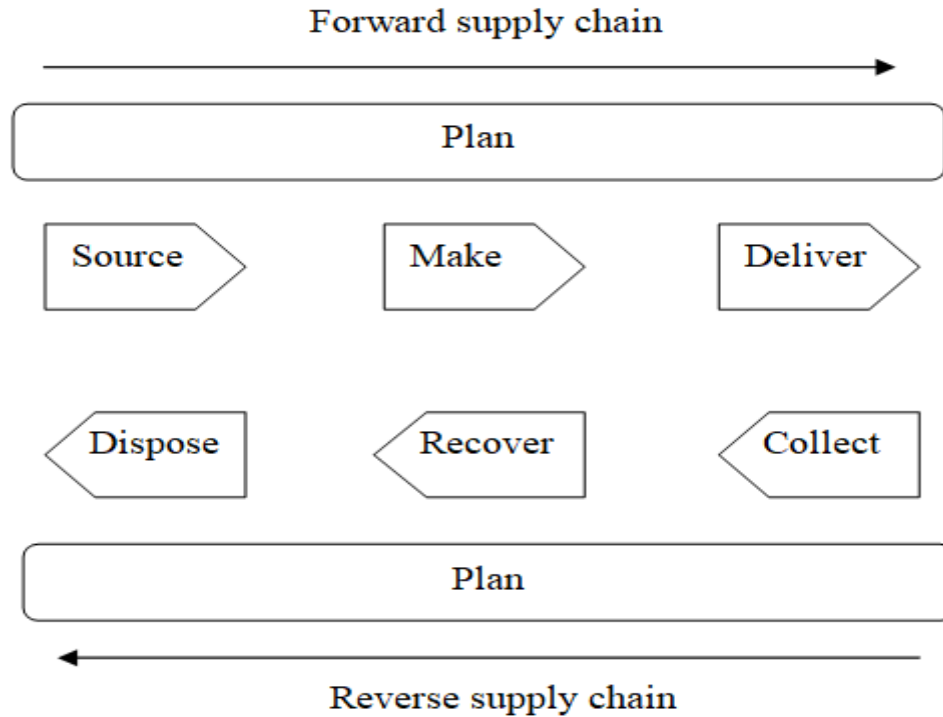 Forward supply chain
Plan
Source Make Deliver
Dispose Recover Collect
Plan
Reverse supply chain